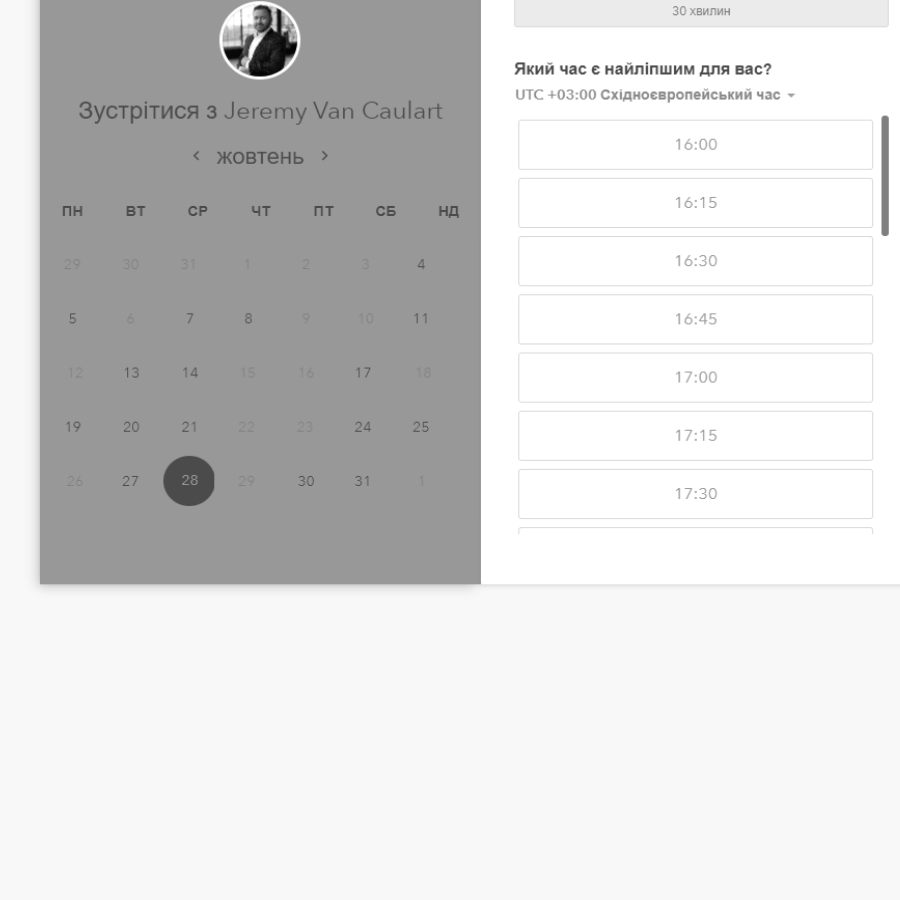 Зустрітися з Jeremy Van Caulart
жовтень
ПН ВТ СР ЧТ ПТ СБ НД
29 30 31 1 2 3 4
5 6 7 8 9 10 11
12 13 14 15 16 17 18
19 20 21 22 23 24 25
26 27 28 29 30 31 1
30 хвилин
Який час є найліпшим для вас?
UTC +03:00 Східноєвропейський час
16:00
16:15
16:30
16:45
17:00
17:15
17:30